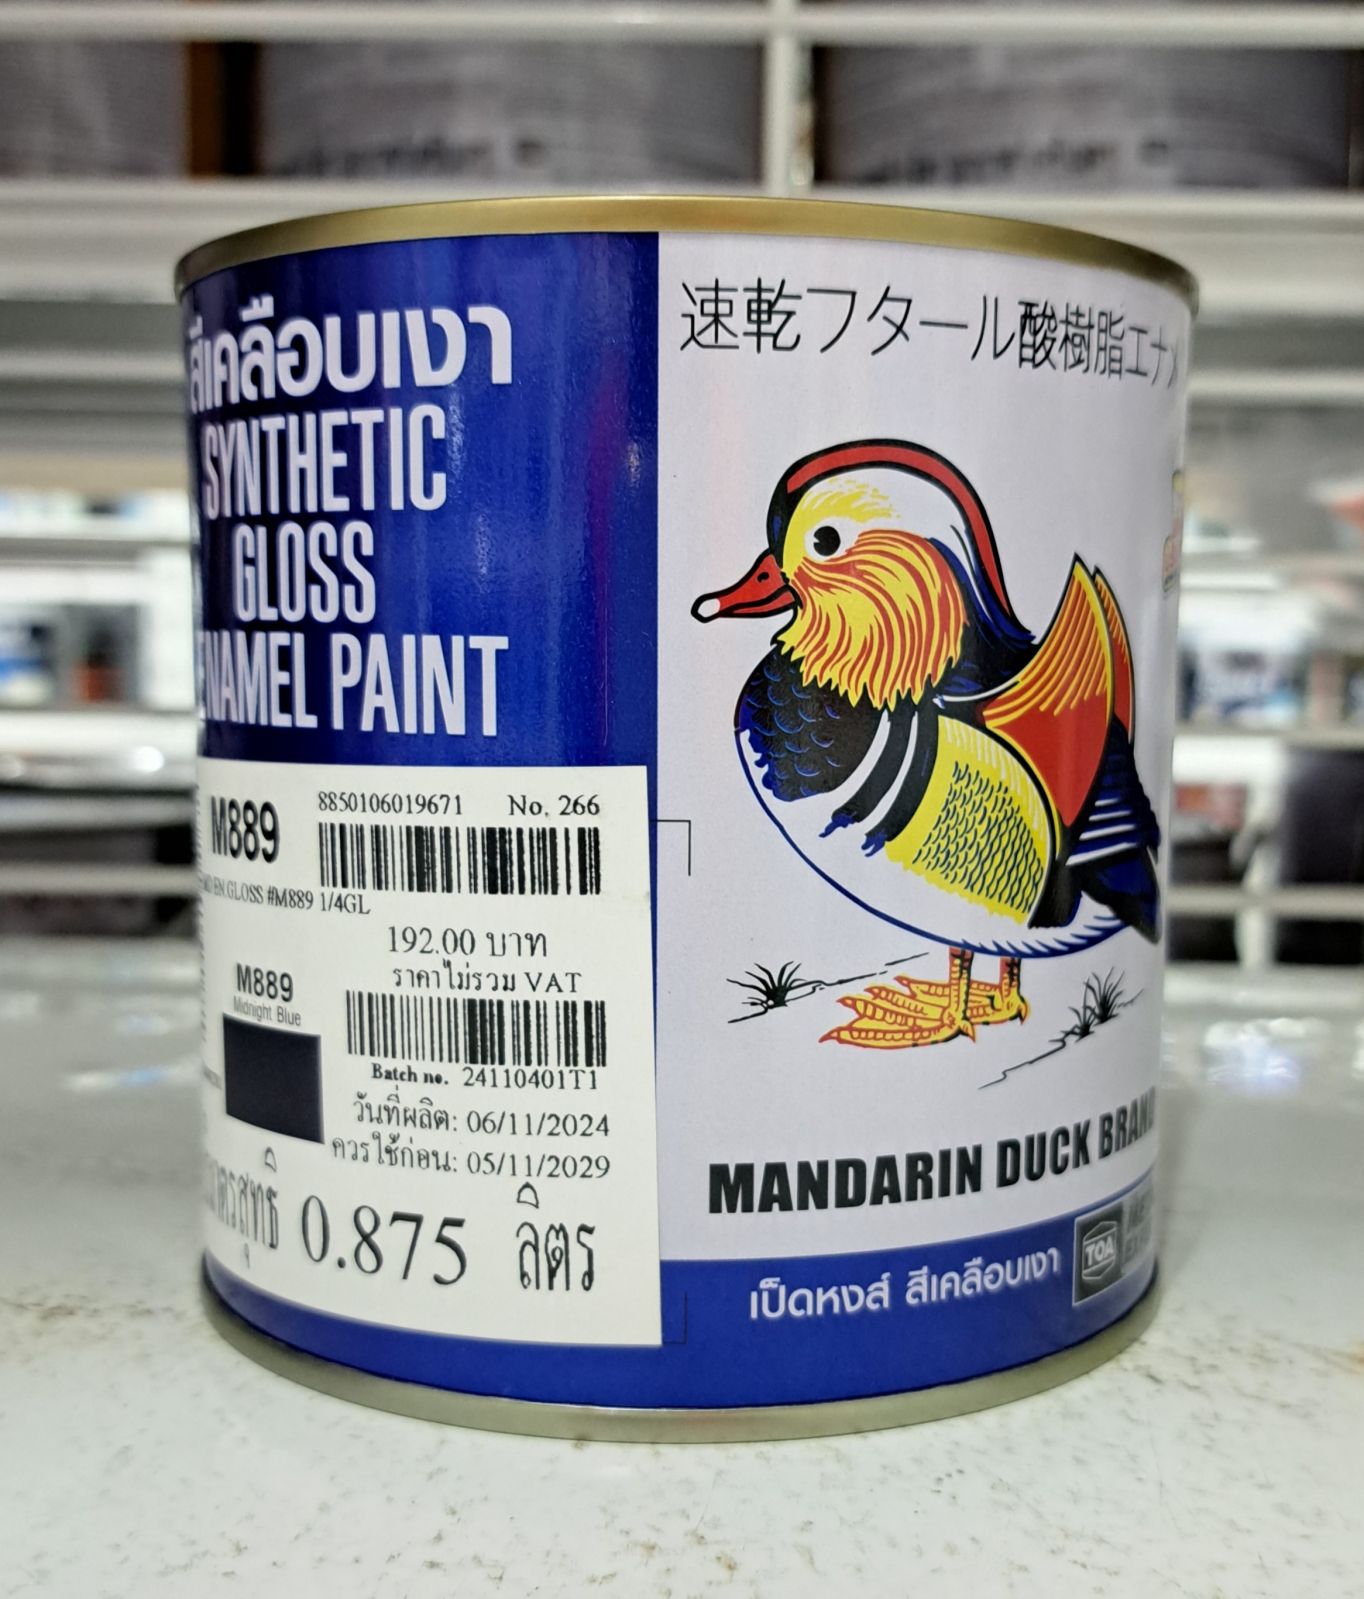 สีเคลือบเงา
SYNTHETIC
GLOSS
ENAMEL PAINT
M889
8850106019671 No. 266
EN.GLOSS #M889 1/4GL
192.00 บาท
ราคาไม่รวม VAT
M889
Midnight Blue
Batch no. 24110401T1
วันที่ผลิต: 06/11/2024
ควรใช้ก่อน: 05/11/2029
0.875 ลิตร
速乾フタール酸樹脂エナメ
MANDARIN DUCK BRAND
เป็ดหงส์ สีเคลือบเงา
TOA